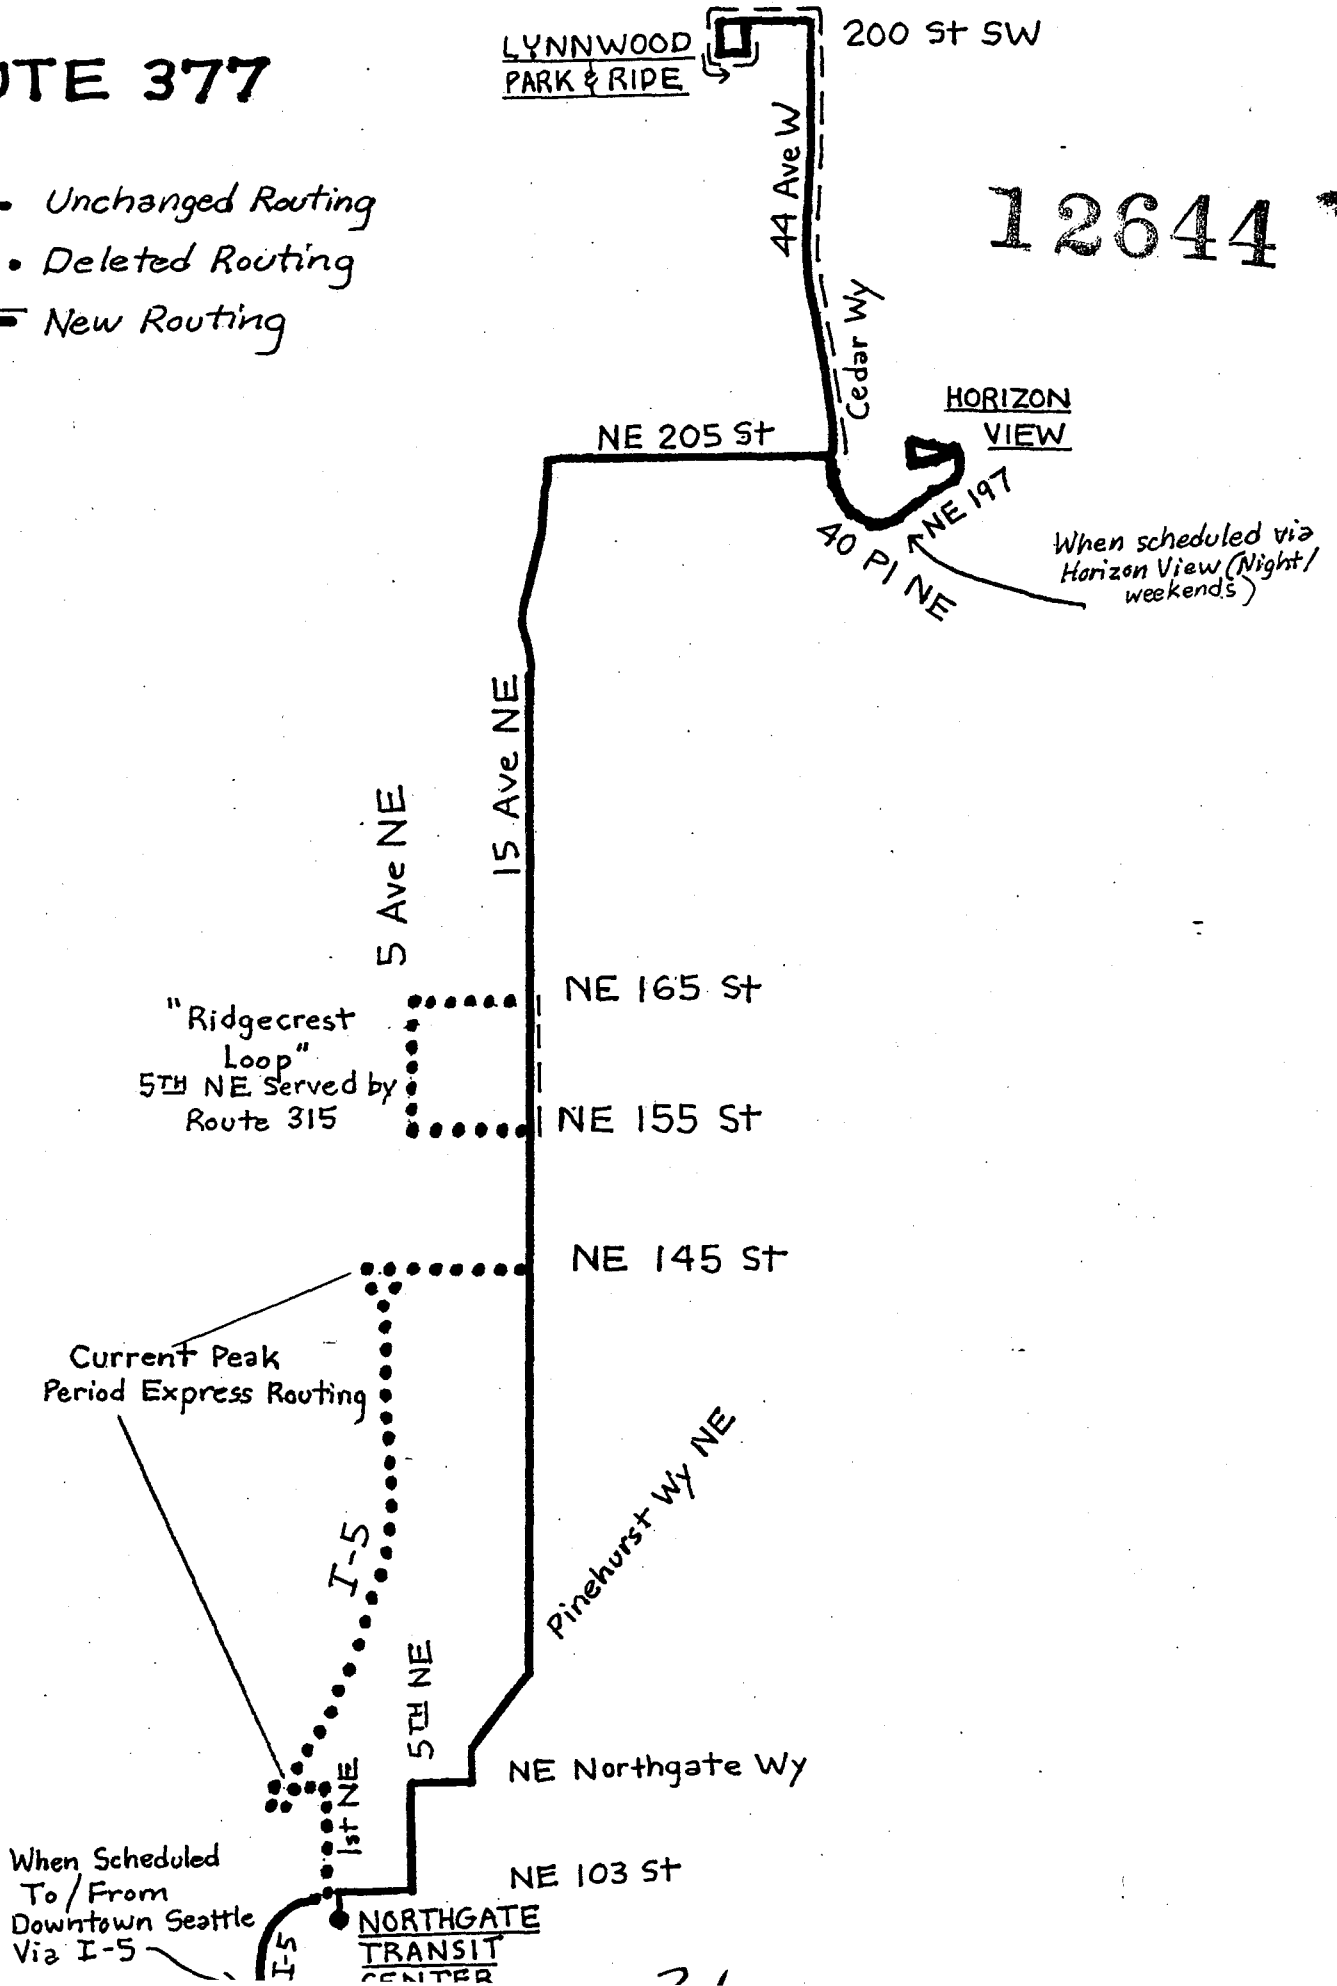 UTE 377
Unchanged Routing
Deleted Routing
New Routing
LYNNWOOD
PARK & RIDE
200 St SW
44 Ave W
12644
Cedar Wy
HORIZON
VIEW
NE 205 St
NE 197
40 Pl NE
When scheduled via
Horizon View (Night/
weekends)
15 Ave NE
5 Ave NE
NE 165 St
"Ridgecrest
Loop"
5TH NE served by
Route 315
NE 155 St
NE 145 St
Current Peak
Period Express Routing
I-5
Pinehurst Wy NE
5TH NE
NE Northgate Wy
1st NE
When Scheduled
To/From
Downtown Seattle
Via I-5
NE 103 St
I-5
NORTHGATE
TRANSIT
CENTER